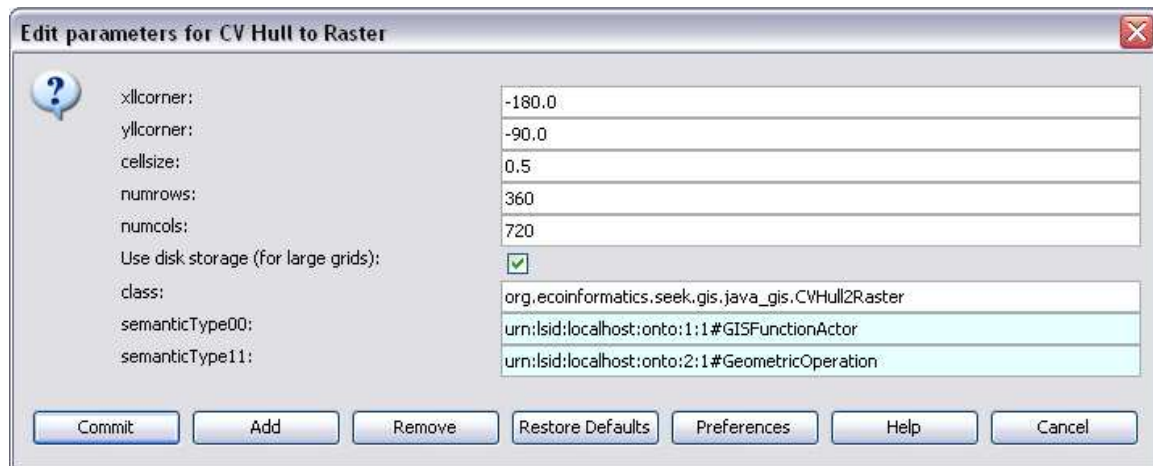 Edit parameters for CV Hull to Raster
xllcorner: -180.0
yllcorner: -90.0
cellsize: 0.5
numrows: 360
numcols: 720
Use disk storage (for large grids):
class: org.ecoinformatics.seek.gis.java_gis.CVHull2Raster
semanticType00: urn:lsid:localhost:onto:1:1#GISFunctionActor
semanticType11: urn:lsid:localhost:onto:2:1#GeometricOperation
Commit Add Remove Restore Defaults Preferences Help Cancel